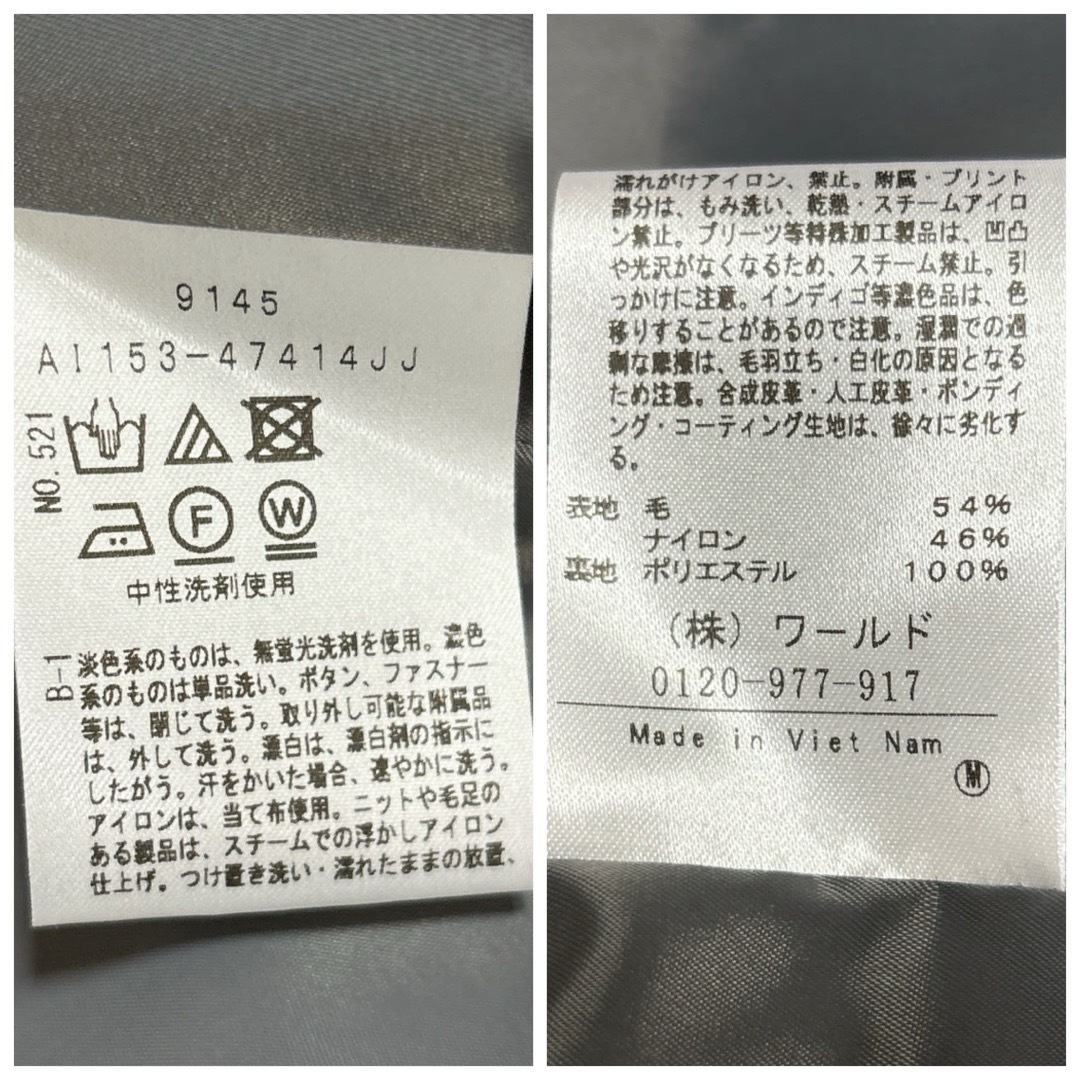 9145
AI153-47414JJ
NO.521
F
W
中性洗剤使用
B-1
淡色系のものは、無蛍光洗剤を使用。濃色
系のものは単品洗い。ボタン、ファスナー
等は、閉じて洗う。取り外し可能な附属品
は、外して洗う。漂白は、漂白剤の指示に
したがう。汗をかいた場合、速やかに洗う。
アイロンは、当て布使用。ニットや毛足の
ある製品は、スチームでの浮かしアイロン
仕上げ。つけ置き洗い・濡れたままの放置、
濡れがけアイロン、禁止。附属・プリント
部分は、もみ洗い、乾熱・スチームアイロ
ン禁止。プリーツ等特殊加工製品は、凹凸
や光沢がなくなるため、スチーム禁止。引
っかけに注意。インディゴ等濃色品は、色
移りすることがあるので注意。湿潤での過
剰な摩擦は、毛羽立ち・白化の原因となる
ため注意。合成皮革・人工皮革・ボンディ
ング・コーティング生地は、徐々に劣化す
る。
表地 毛 54%
ナイロン 46%
裏地 ポリエステル 100%
(株)ワールド
0120-977-917
Made in Viet Nam
M